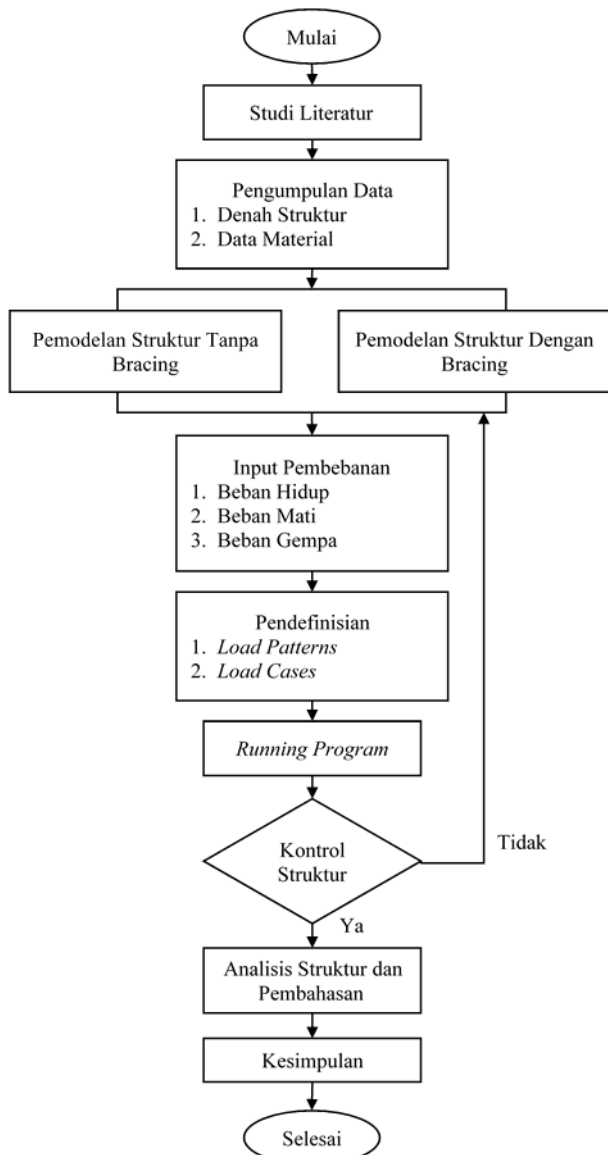 Mulai
Studi Literatur
Pengumpulan Data
1. Denah Struktur
2. Data Material
Pemodelan Struktur Tanpa
Bracing
Pemodelan Struktur Dengan
Bracing
Input Pembebanan
1. Beban Hidup
2. Beban Mati
3. Beban Gempa
Pendefinisian
1. Load Patterns
2. Load Cases
Running Program
Kontrol
Struktur
Tidak
Ya
Analisis Struktur dan
Pembahasan
Kesimpulan
Selesai